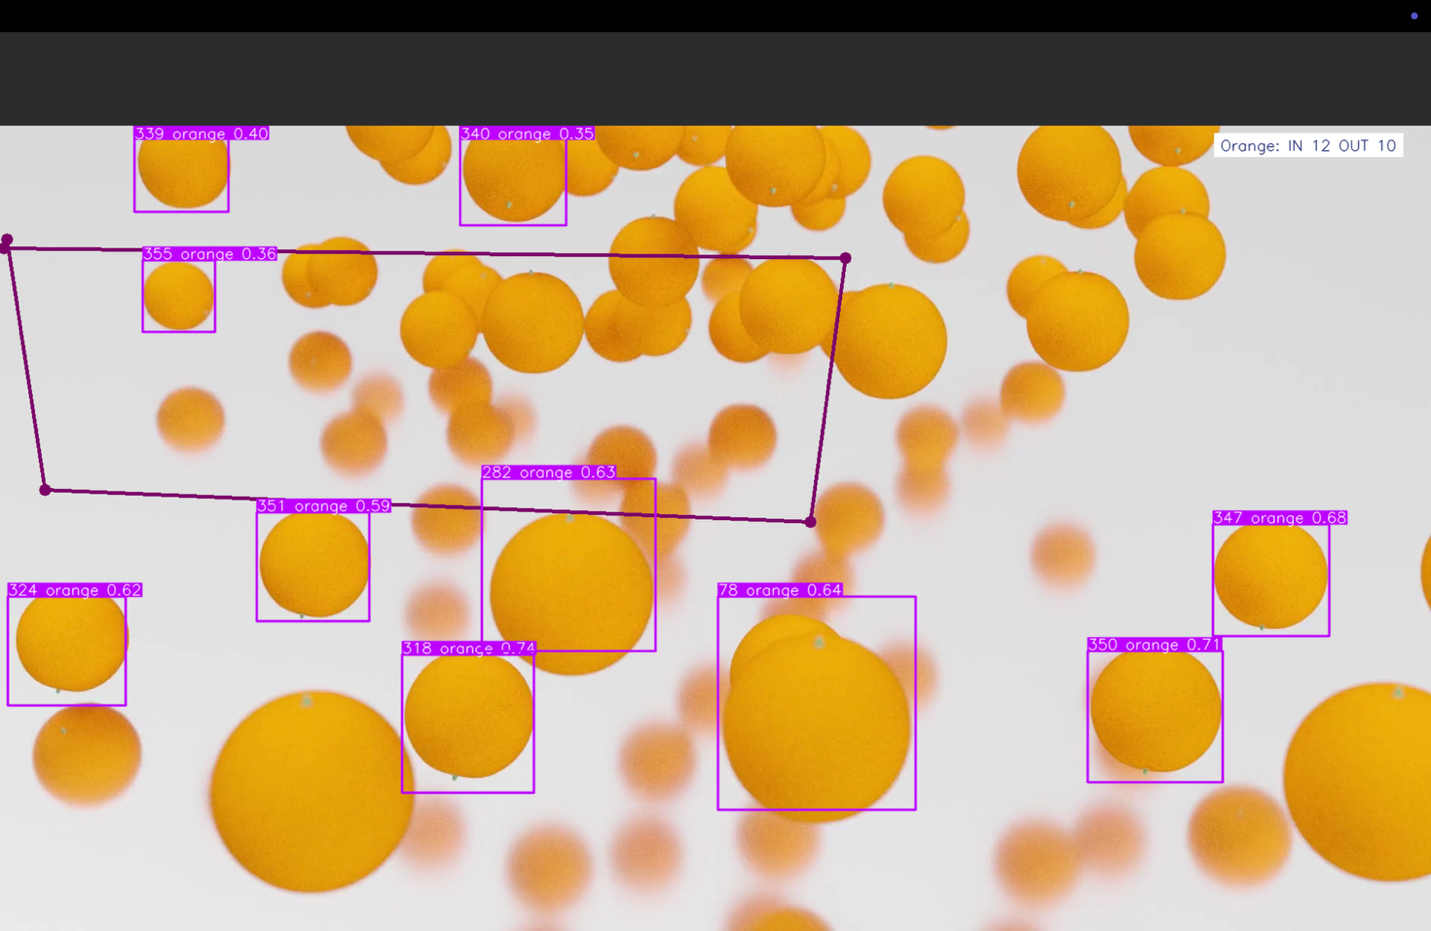 339 orange 0.40
340 orange 0.35
Orange: IN 12 OUT 10
355 orange 0.36
282 orange 0.63
351 orange 0.59
347 orange 0.68
324 orange 0.62
78 orange 0.64
318 orange 0.74
350 orange 0.71